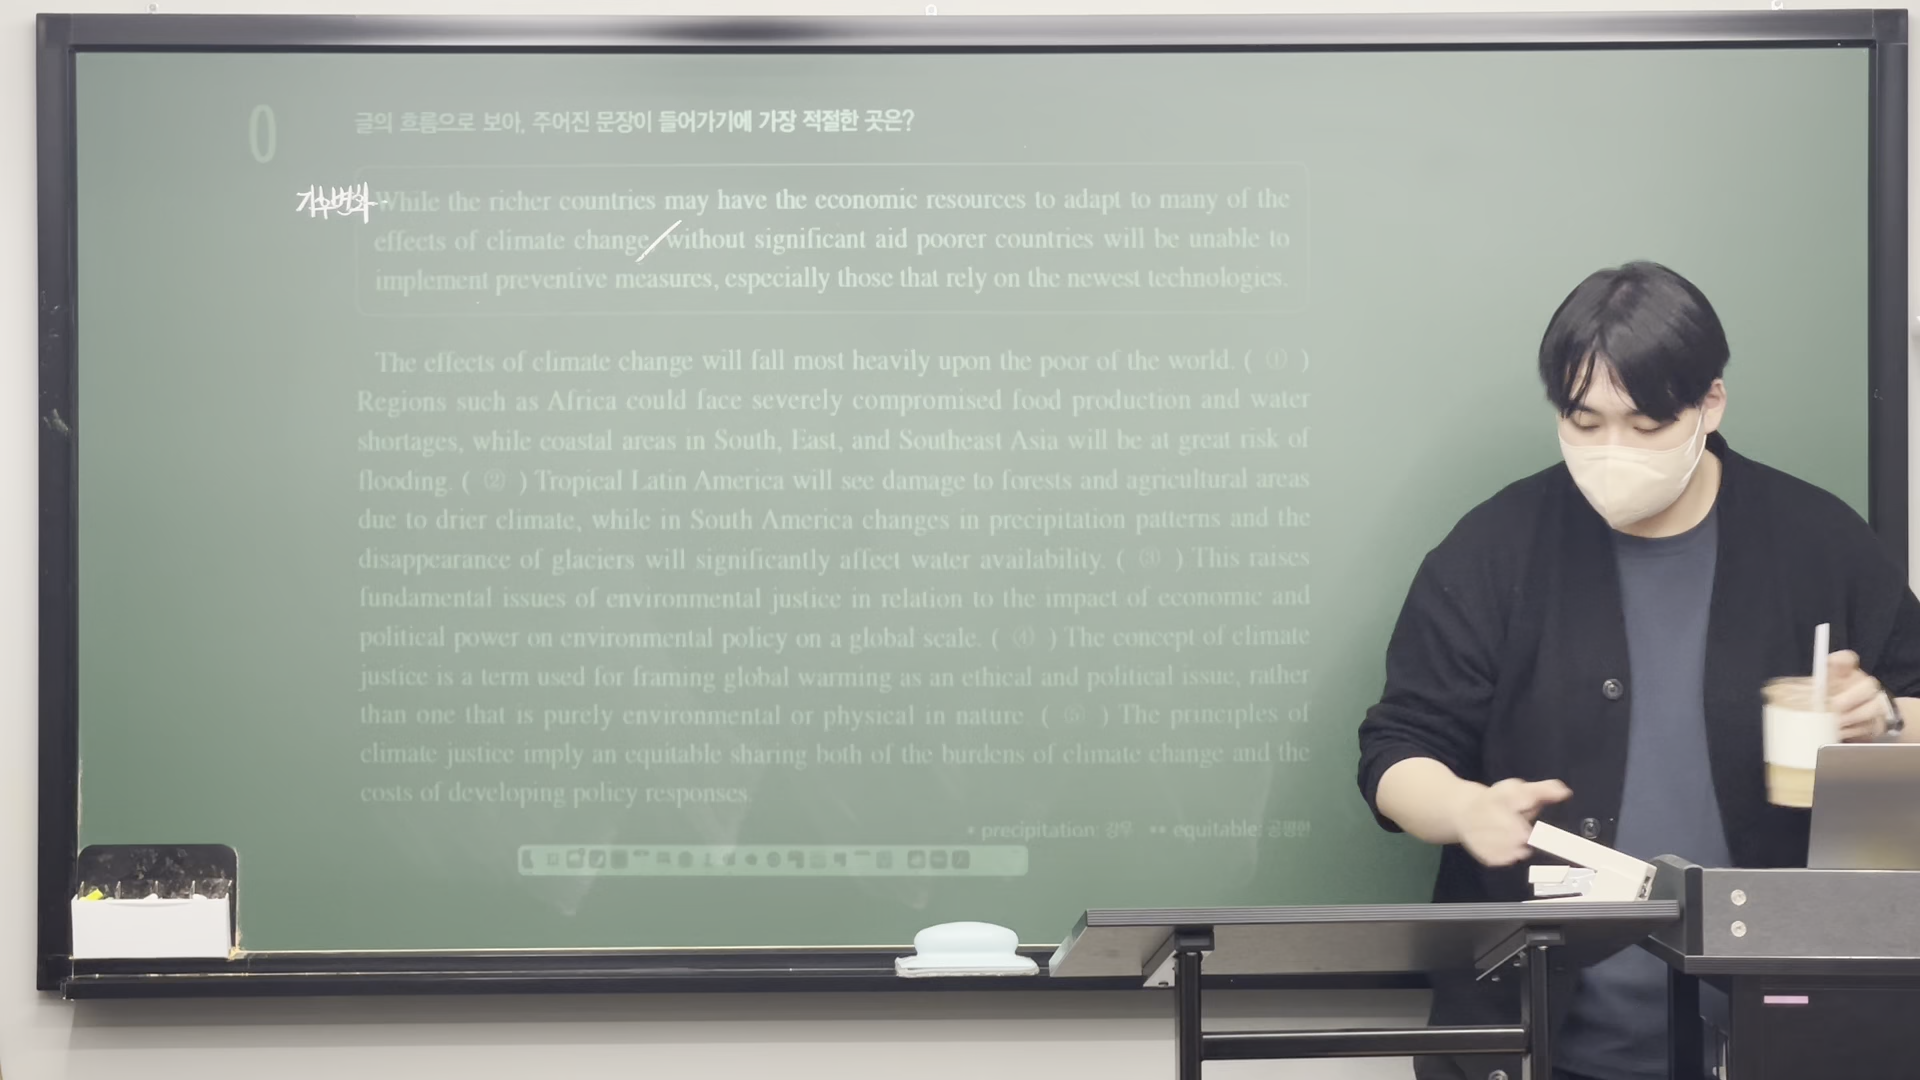 0
글의 흐름으로 보아, 주어진 문장이 들어가기에 가장 적절한 곳은?
기후변화
While the richer countries may have the economic resources to adapt to many of the
effects of climate change, without significant aid poorer countries will be unable to
implement preventive measures, especially those that rely on the newest technologies.
The effects of climate change will fall most heavily upon the poor of the world. ( ① )
Regions such as Africa could face severely compromised food production and water
shortages, while coastal areas in South, East, and Southeast Asia will be at great risk of
flooding. ( ② ) Tropical Latin America will see damage to forests and agricultural areas
due to drier climate, while in South America changes in precipitation patterns and the
disappearance of glaciers will significantly affect water availability. ( ③ ) This raises
fundamental issues of environmental justice in relation to the impact of economic and
political power on environmental policy on a global scale. ( ④ ) The concept of climate
justice is a term used for framing global warming as an ethical and political issue, rather
than one that is purely environmental or physical in nature. ( ⑤ ) The principles of
climate justice imply an equitable sharing both of the burdens of climate change and the
costs of developing policy responses.
* precipitation: 강우 ** equitable: 공평한